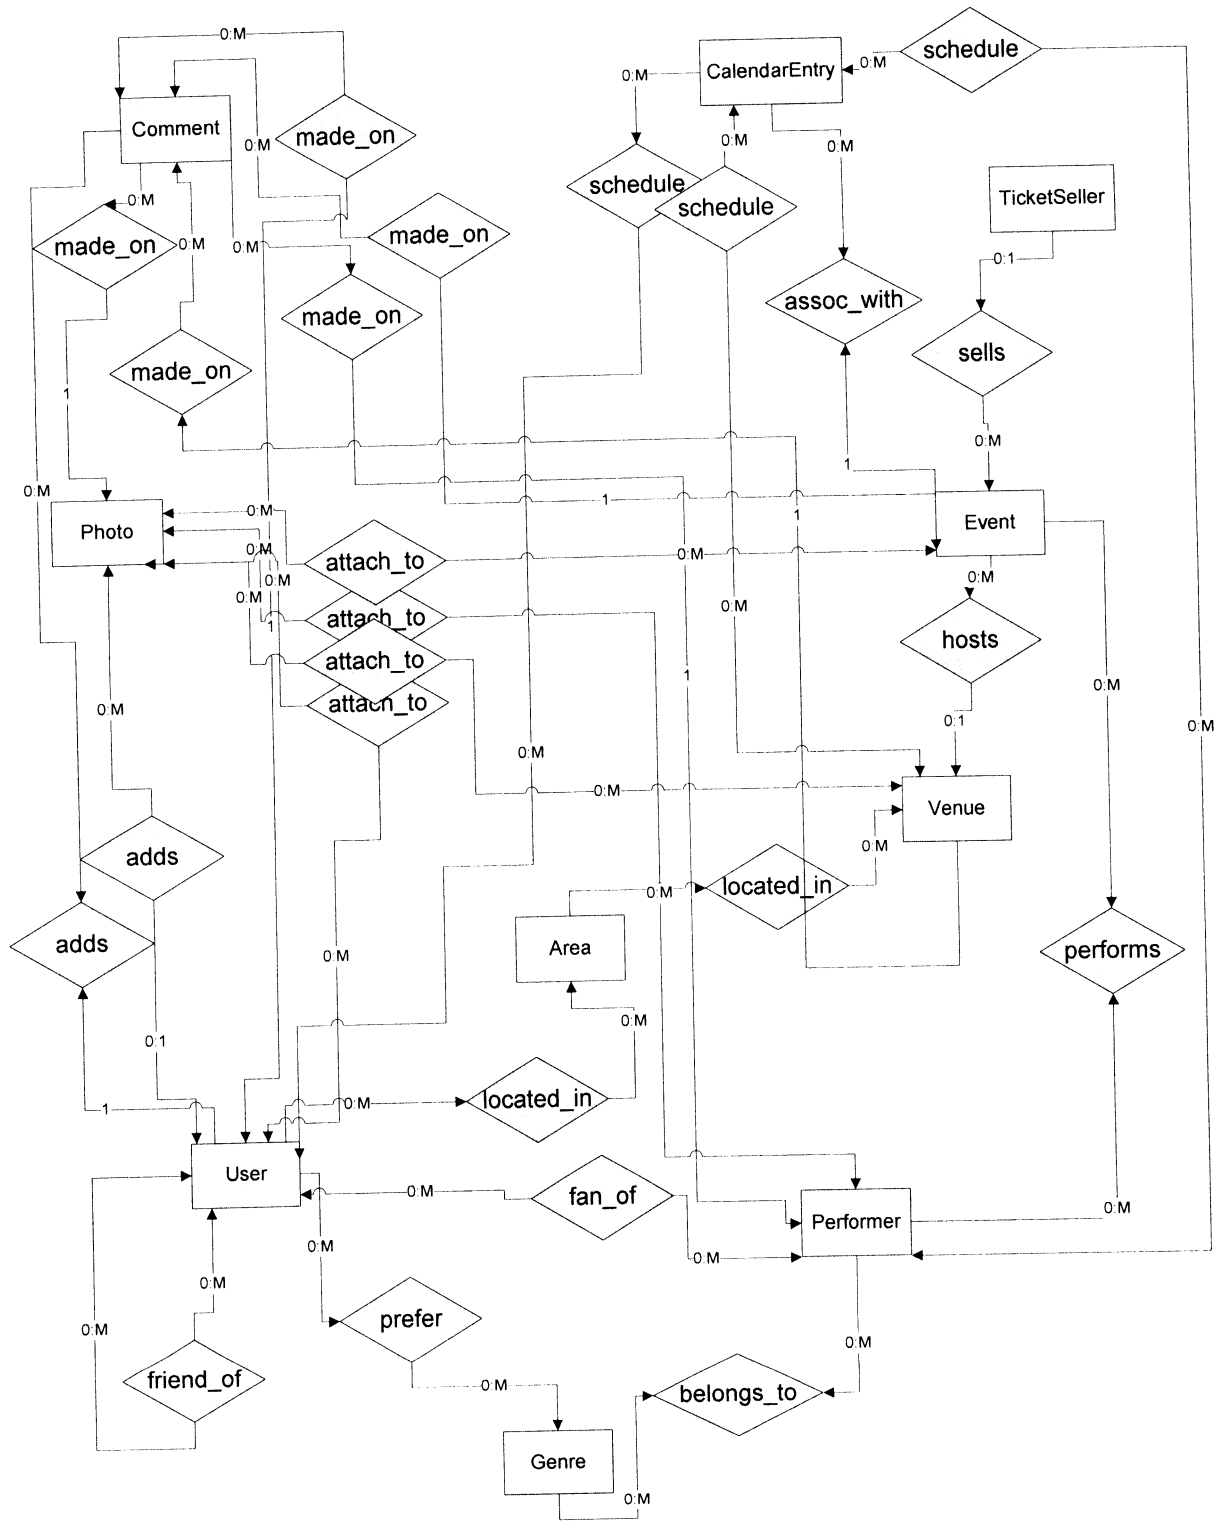 0:M
schedule
CalendarEntry
0:M
0:M
Comment
made_on
0:M
0:M
0:M
TicketSeller
schedule
schedule
0:M
made_on
0:M
0:M
made_on
0:1
assoc_with
made_on
sells
made_on
1
0:M
1
0:M
1
1
0:M
Event
Photo
0:M
0:M
attach_to
0:M
0:M
0:M
0:M
0:M
attach_to
1
hosts
attach_to
1
0:M
attach_to
0:M
0:1
0:M
0:M
0:M
Venue
0:M
adds
located_in
0:M
adds
Area
performs
0:M
0:M
0:1
located_in
0:M
1
User
fan_of
0:M
Performer
0:M
0:M
0:M
0:M
prefer
0:M
0:M
friend_of
0:M
belongs_to
Genre
0:M